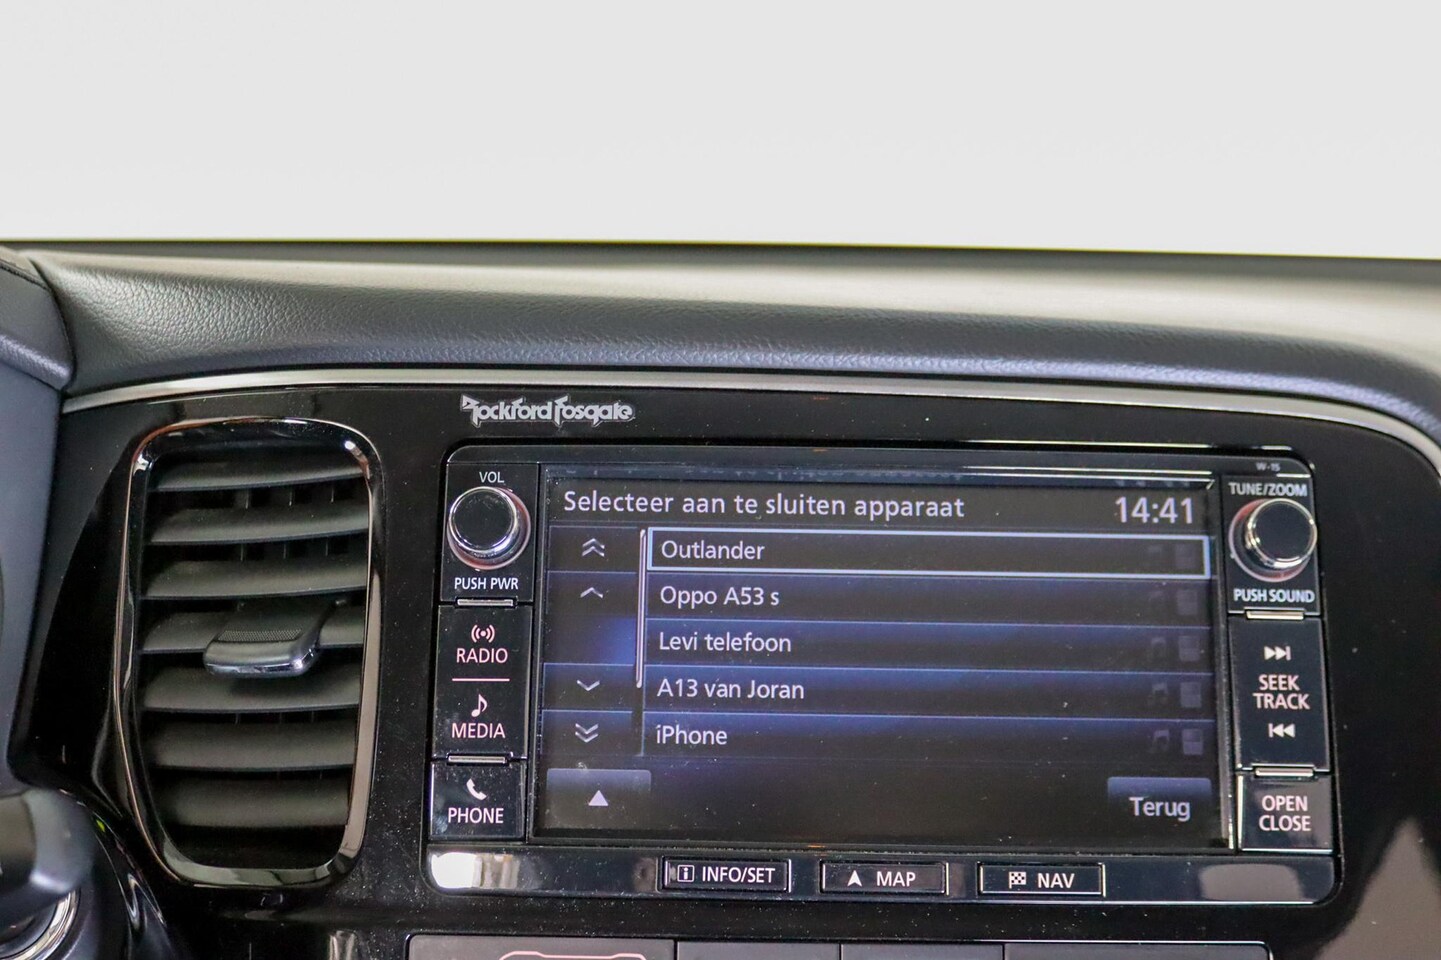 Rockford Fosgate
VOL
PUSH PWR
RADIO
MEDIA
PHONE
Selecteer aan te sluiten apparaat
14:41
Outlander
Oppo A53 s
Levi telefoon
A13 van Joran
iPhone
Terug
W-15
TUNE/ZOOM
PUSH SOUND
SEEK
TRACK
OPEN
CLOSE
INFO/SET
MAP
NAV